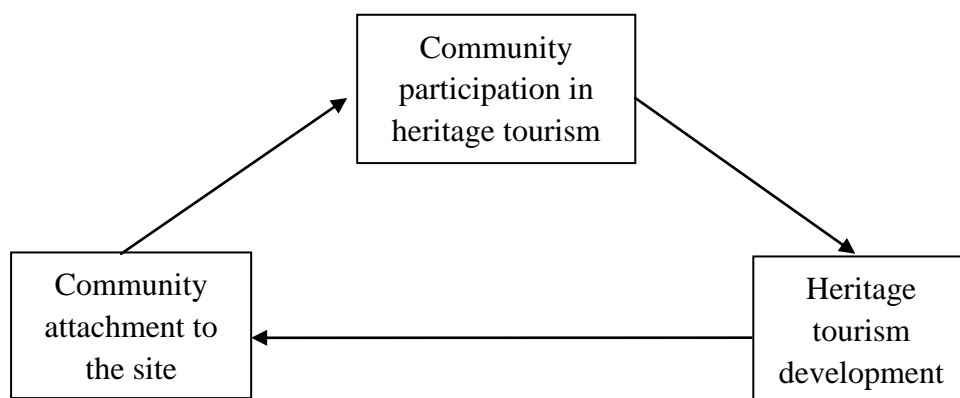 Community
participation in
heritage tourism
Community
attachment to
the site
Heritage
tourism
development